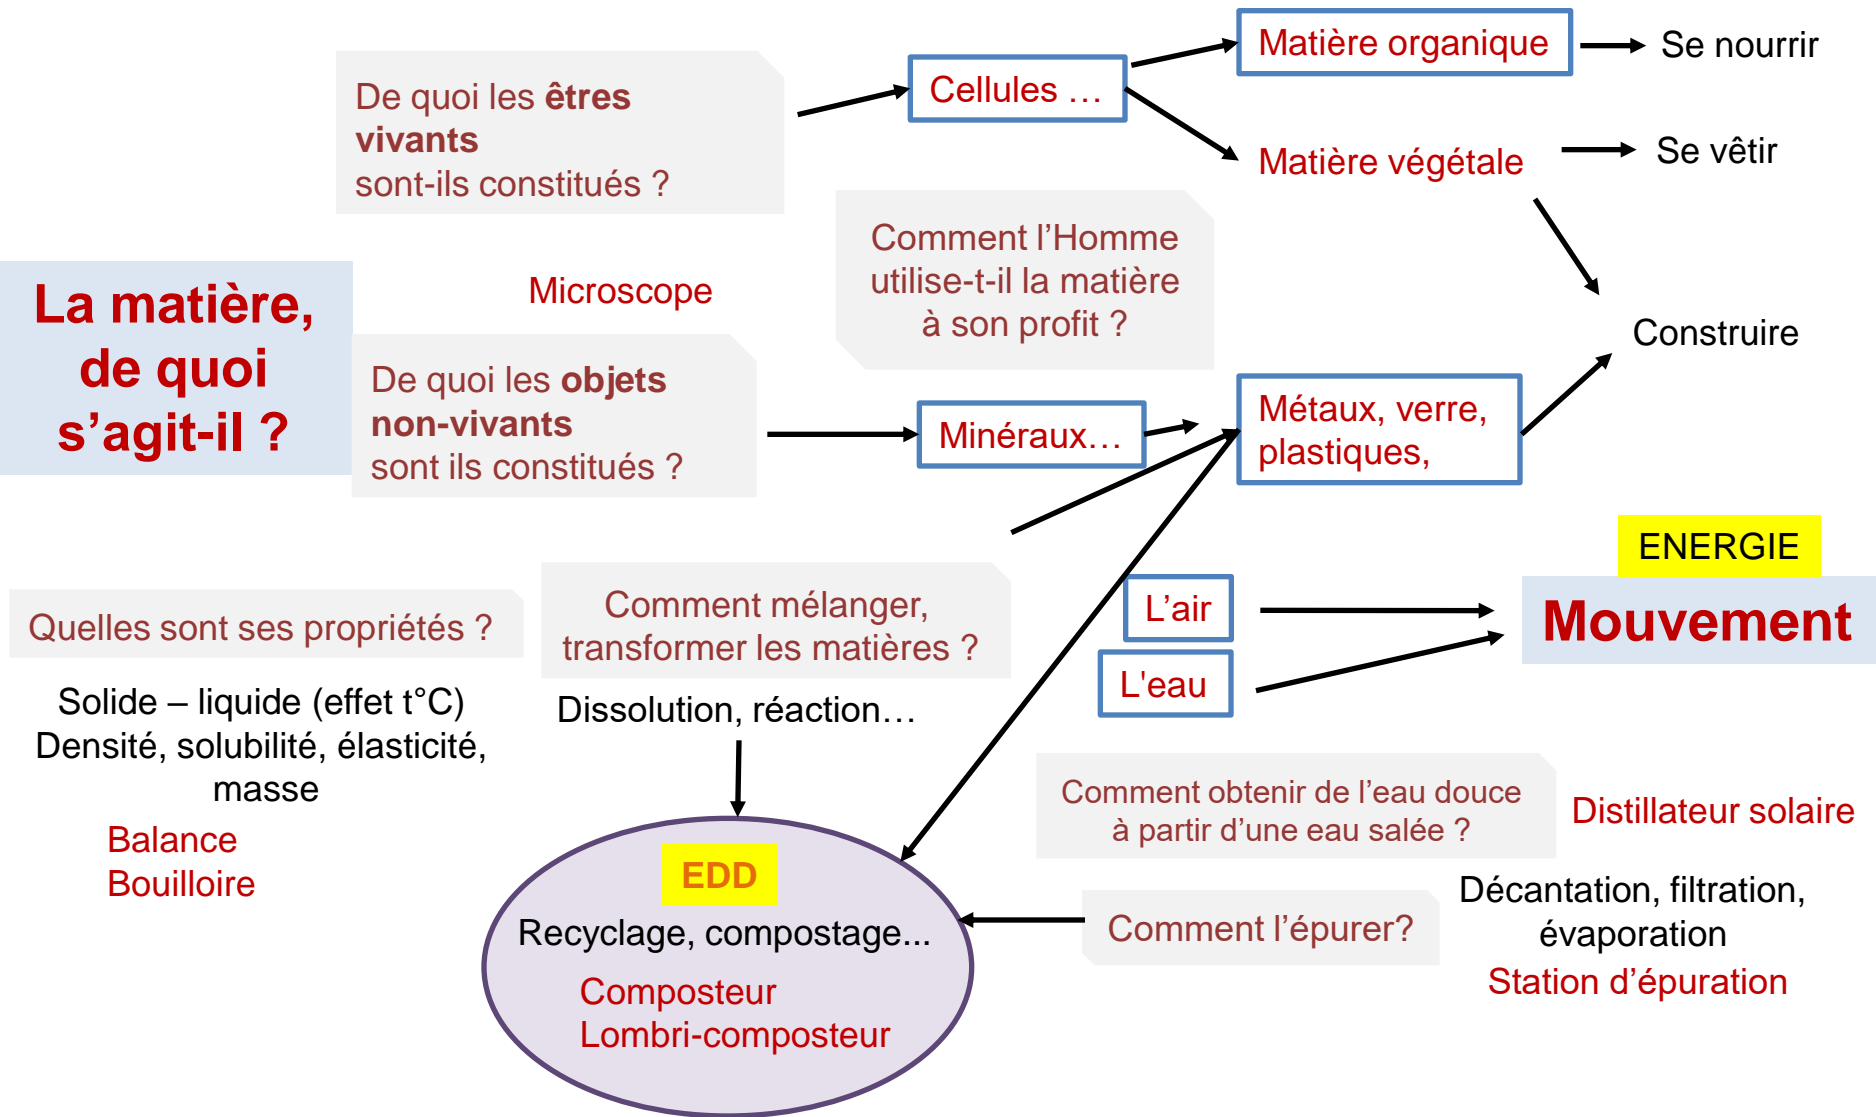 Matière organique
Se nourrir
De quoi les êtres
vivants
sont-ils constitués ?
Cellules …
Matière végétale
Se vêtir
Comment l’Homme
utilise-t-il la matière
à son profit ?
Microscope
La matière,
de quoi
s’agit-il ?
Construire
De quoi les objets
non-vivants
sont ils constitués ?
Minéraux…
Métaux, verre,
plastiques,
ENERGIE
Mouvement
L’air
L'eau
Quelles sont ses propriétés ?
Solide – liquide (effet t°C)
Densité, solubilité, élasticité,
masse
Balance
Bouilloire
Comment mélanger,
transformer les matières ?
Dissolution, réaction…
Comment obtenir de l’eau douce
à partir d’une eau salée ?
Distillateur solaire
EDD
Recyclage, compostage...
Composteur
Lombri-composteur
Comment l’épurer?
Décantation, filtration,
évaporation
Station d’épuration